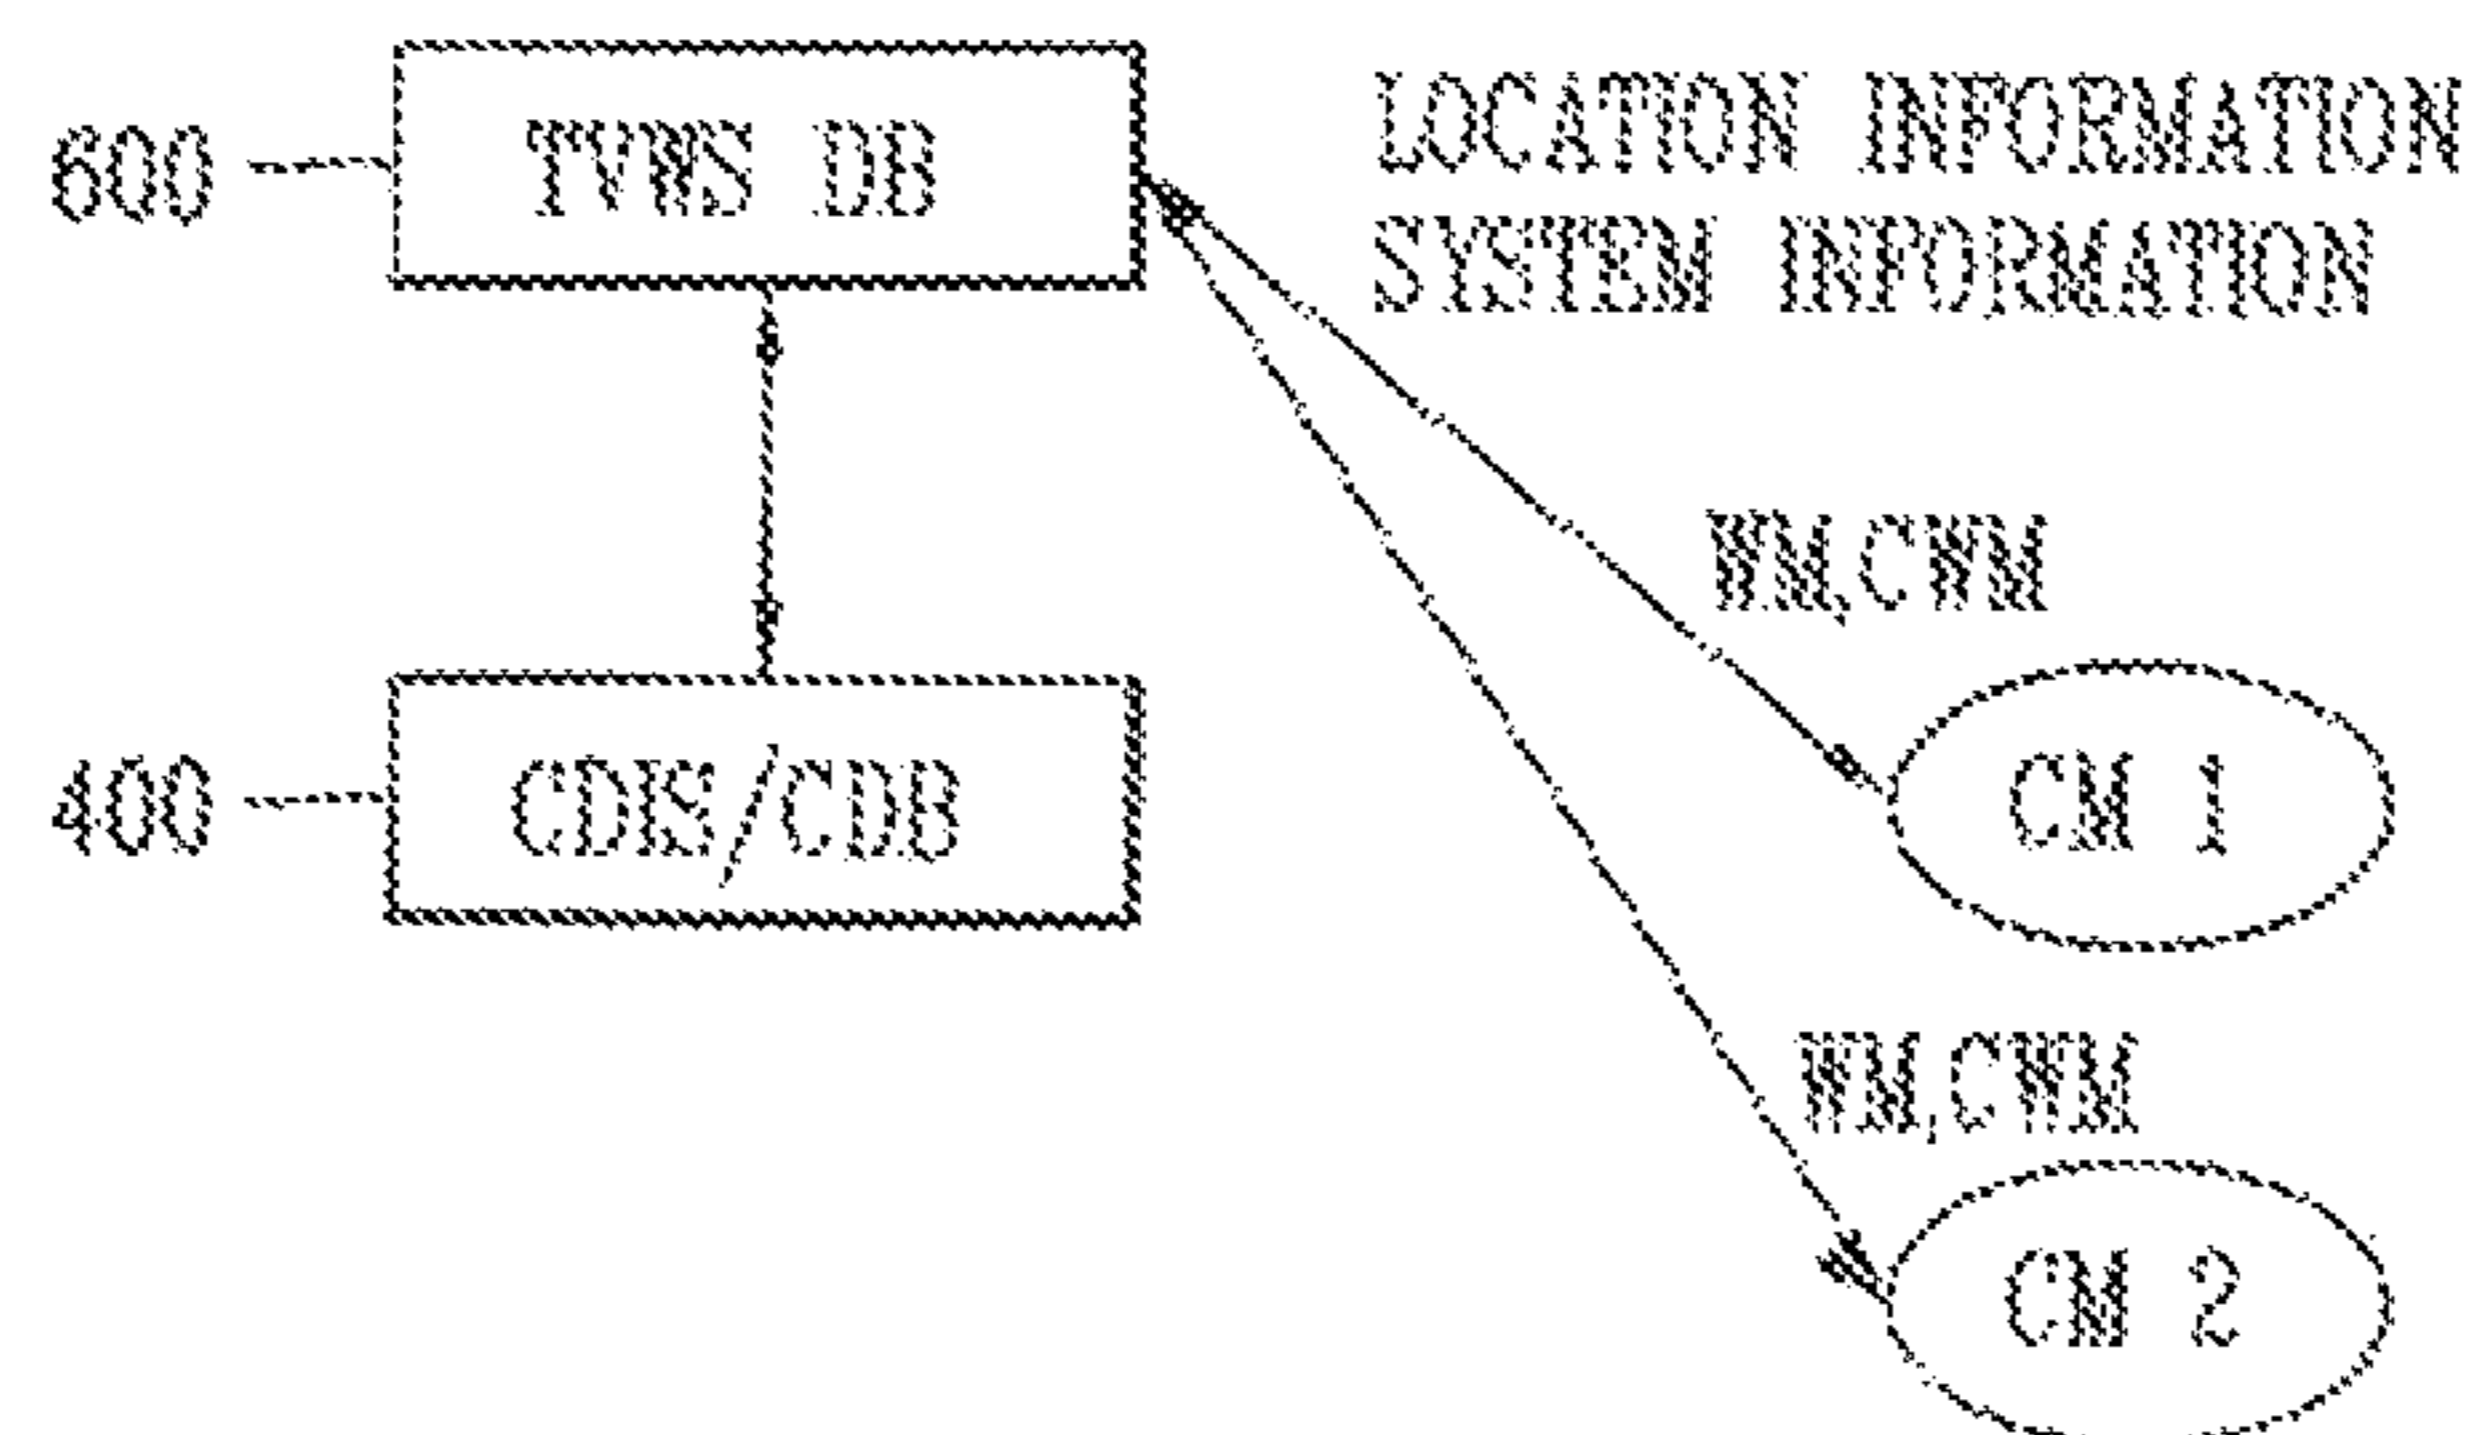 600
TVWS DB
LOCATION INFORMATION
SYSTEM INFORMATION
WM,CWM
400
CDIS/CDB
CM 1
WM,CWM
CM 2